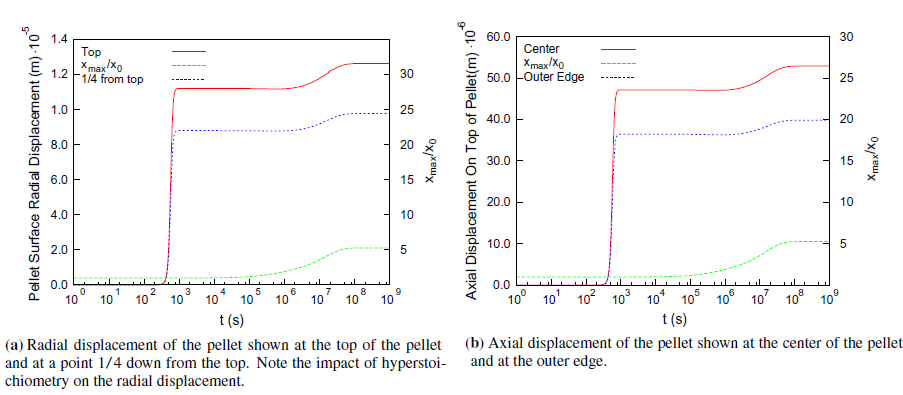 Pellet Surface Radial Displacement (m) ·10⁻⁵
1.4
1.2
1.0
8.0
6.0
4.0
2.0
0.0
Top
xmax/x0
1/4 from top
30
25
20
15
10
5
xmax/x0
10⁰ 10¹ 10² 10³ 10⁴ 10⁵ 10⁶ 10⁷ 10⁸ 10⁹
t (s)
(a) Radial displacement of the pellet shown at the top of the pellet
and at a point 1/4 down from the top. Note the impact of hyperstoi-
chiometry on the radial displacement.
Axial Displacement On Top of Pellet(m) ·10⁻⁶
60.0
50.0
40.0
30.0
20.0
10.0
0.0
Center
xmax/x0
Outer Edge
30
25
20
15
10
5
xmax/x0
10⁰ 10¹ 10² 10³ 10⁴ 10⁵ 10⁶ 10⁷ 10⁸ 10⁹
t (s)
(b) Axial displacement of the pellet shown at the center of the pellet
and at the outer edge.